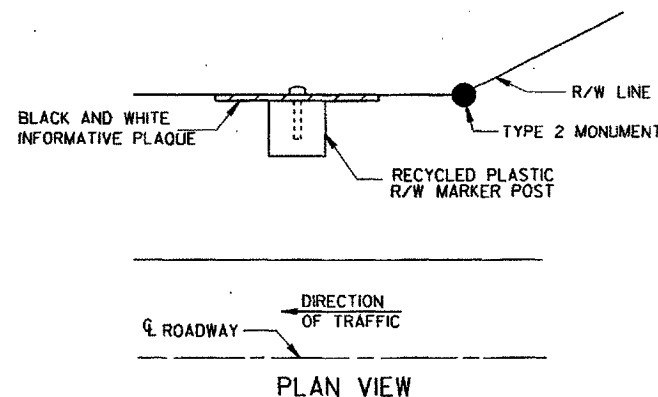 R/W LINE
BLACK AND WHITE
INFORMATIVE PLAQUE
TYPE 2 MONUMENT
RECYCLED PLASTIC
R/W MARKER POST
DIRECTION
OF TRAFFIC
℄ ROADWAY
PLAN VIEW